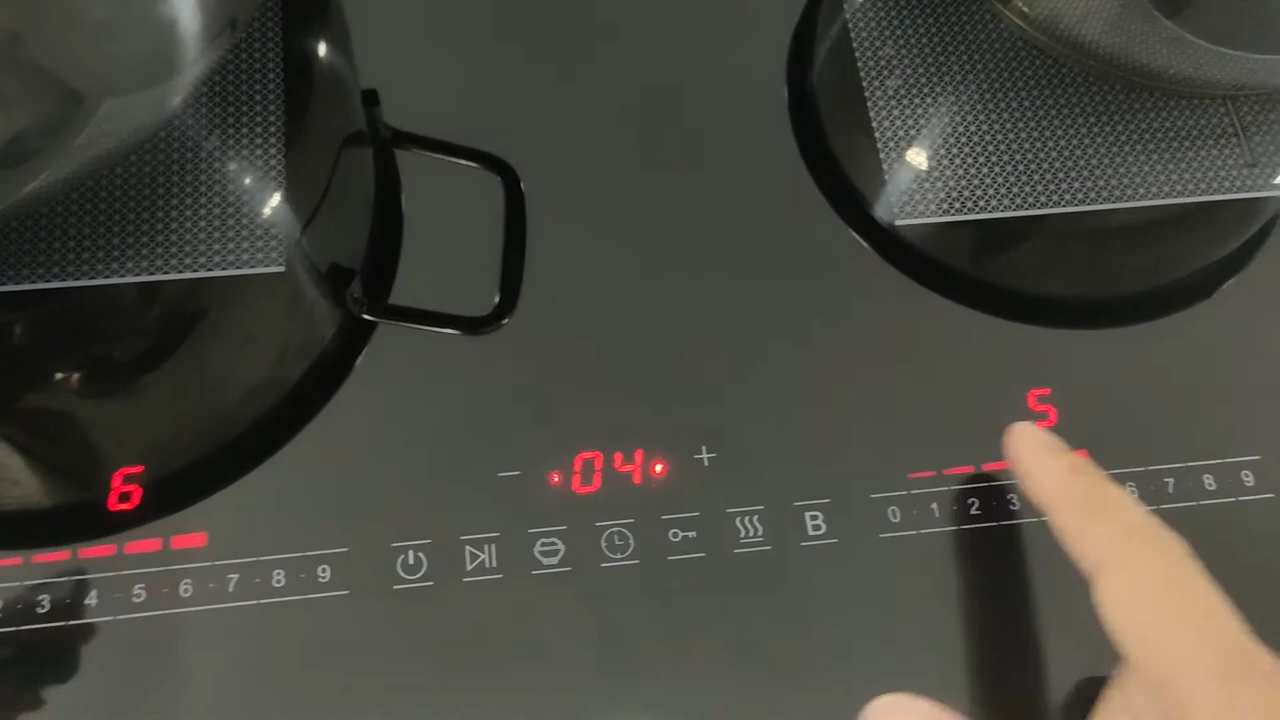 5
6
- 04 +
0 · 1 · 2 · 3 6 · 7 · 8 · 9
B
3 · 4 · 5 · 6 · 7 · 8 · 9